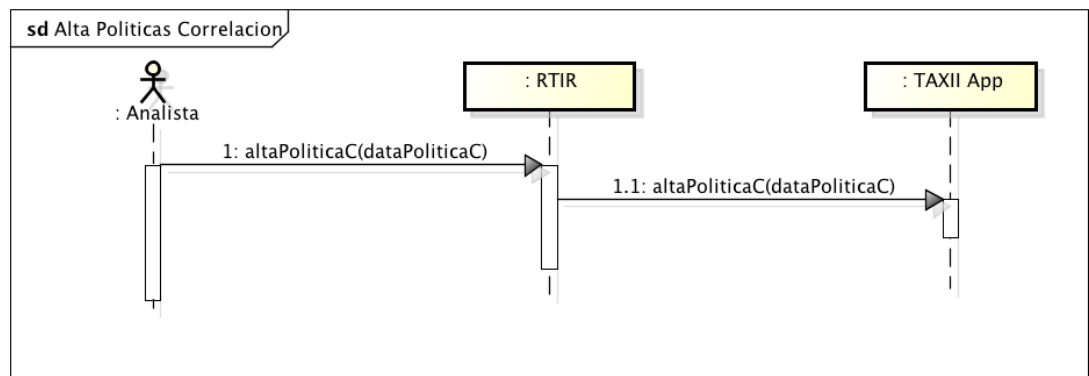 sd Alta Politicas Correlacion
: Analista
: RTIR
: TAXII App
1: altaPoliticaC(dataPoliticaC)
1.1: altaPoliticaC(dataPoliticaC)